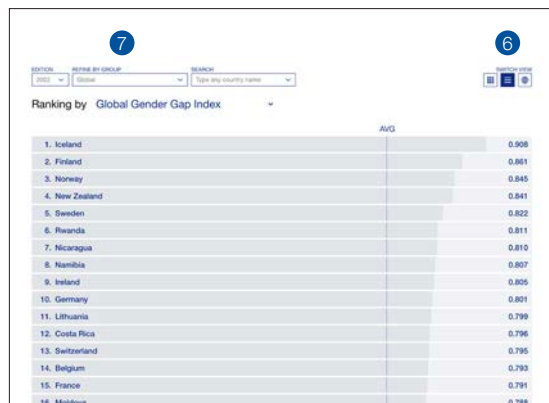 7
6
EDITION REFINE BY GROUP SEARCH SWITCH VIEW
2022 Global Type any country name
Ranking by Global Gender Gap Index
AVG
1. Iceland 0.908
2. Finland 0.861
3. Norway 0.845
4. New Zealand 0.841
5. Sweden 0.822
6. Rwanda 0.811
7. Nicaragua 0.810
8. Namibia 0.807
9. Ireland 0.805
10. Germany 0.801
11. Lithuania 0.799
12. Costa Rica 0.796
13. Switzerland 0.795
14. Belgium 0.793
15. France 0.791
16. Moldova 0.788